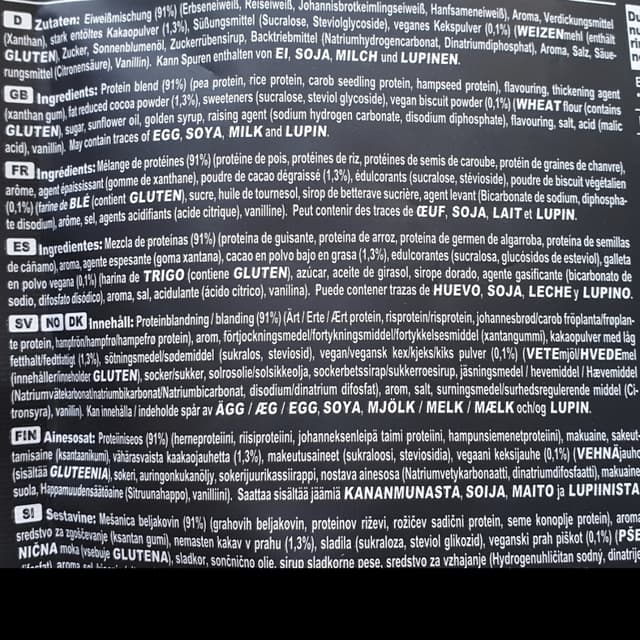 D Zutaten: Eiweißmischung (91%) (Erbseneiweiß, Reiseiweiß, Johannisbrotkeimlingseiweiß, Hanfsameneiweiß), Aroma, Verdickungsmittel
(Xanthan), stark entöltes Kakaopulver (1,3%), Süßungsmittel (Sucralose, Steviolglycoside), veganes Kekspulver (0,1%) (WEIZENmehl (enthält
GLUTEN), Zucker, Sonnenblumenöl, Zuckerrübensirup, Backtriebmittel (Natriumhydrogencarbonat, Dinatriumdiphosphat), Aroma, Salz, Säue-
rungsmittel (Citronensäure), Vanillin). Kann Spuren enthalten von EI, SOJA, MILCH und LUPINEN.
GB Ingredients: Protein blend (91%) (pea protein, rice protein, carob seedling protein, hampseed protein), flavouring, thickening agent
(xanthan gum), fat reduced cocoa powder (1,3%), sweeteners (sucralose, steviol glycoside), vegan biscuit powder (0,1%) (WHEAT flour (contains
GLUTEN), sugar, sunflower oil, golden syrup, raising agent (sodium hydrogen carbonate, disodium diphosphate), flavouring, salt, acid (malic
acid), vanillin). May contain traces of EGG, SOYA, MILK and LUPIN.
FR Ingrédients: Mélange de protéines (91%) (protéine de pois, protéines de riz, protéines de semis de caroube, protéin de graines de chanvre),
arôme, agent épaississant (gomme de xanthane), poudre de cacao dégraissé (1,3%), édulcorants (sucralose, stévioside), poudre de biscuit végétalien
(0,1%) (farine de BLÉ (contient GLUTEN), sucre, huile de tournesol, sirop de betterave sucrière, agent levant (Bicarbonate de sodium, diphospha-
te disodium), arôme, sel, agents acidifiants (acide citrique), vanilline). Peut contenir des traces de ŒUF, SOJA, LAIT et LUPIN.
ES Ingredientes: Mezcla de proteínas (91%) (proteína de guisante, proteína de arroz, proteína de germen de algarroba, proteína de semillas
de cáñamo), aroma, agente espesante (goma xantana), cacao en polvo bajo en grasa (1,3%), edulcorantes (sucralosa, glucósidos de esteviol), galleta
en polvo vegana (0,1%) (harina de TRIGO (contiene GLUTEN), azúcar, aceite de girasol, sirope dorado, agente gasificante (bicarbonato de
sodio, difosfato disódico), aroma, sal, acidulante (ácido cítrico), vanilina). Puede contener trazas de HUEVO, SOJA, LECHE y LUPINO.
SV NO DK Innehåll: Proteinblandning / blanding (91%) (Ärt / Erte / Ært protein, risprotein/risprotein, johannesbrød/carob fröplanta/frøplan-
te protein, hampfrön/hampfrø/hampefrø protein), arom, förtjockningsmedel/fortykningsmiddel/fortykkelsesmiddel (xantangummi), kakaopulver med låg
fetthalt/fedtfattigt (1,3%), sötningsmedel/sødemiddel (sukralos, steviosid), vegan/vegansk kex/kjeks/kiks pulver (0,1%) (VETEmjöl/HVEDEmel
(innehåller/inneholder GLUTEN), socker/sukker, solrosolie/solsikkeolja, sockerbetssirap/sukkerroesirup, jäsningsmedel / hevemiddel / Hævemiddel
(Natriumvätekarbonat/natriumbikarbonat/Natriumbicarbonat, disodium/dinatrium difosfat), arom, salt, surningsmedel/surhedsregulerende middel (Ci-
tronsyra), vanillin). Kan innehålla / indeholde spår av ÄGG / ÆG / EGG, SOYA, MJÖLK / MELK / MÆLK och/og LUPIN.
FIN Ainesosat: Proteiiniseos (91%) (herneproteiini, riisiproteiini, johanneksenleipä taimi proteiini, hampunsiemenetproteiini), makuaine, sakeut-
tamisaine (ksantaanikumi), vähärasvaista kaakaojauhetta (1,3%), makeutusaineet (sukraloosi, steviosidia), vegaani keksijauhe (0,1%) (VEHNÄjauho
(sisältää GLUTEENIA), sokeri, auringonkukanöljy, sokerijuurikassiirappi, nostava ainesosa (Natriumvetykarbonaatti, dinatriumdifosfaatti), makuaine,
suola, Happamuudensäätöaine (Sitruunahappo), vanilliini). Saattaa sisältää jäämiä KANANMUNASTA, SOIJA, MAITO ja LUPIINISTA
SI Sestavine: Mešanica beljakovin (91%) (grahovih beljakovin, proteinov riževi, rožičev sadični protein, seme konoplje protein), aroma
sredstvo za zgoščevanje (ksantan gumi), nemasten kakav v prahu (1,3%), sladila (sukraloza, steviol glikozid), veganski prah piškot (0,1%) (PŠE
NIČNA moka (vsebuje GLUTENA), sladkor, sončnično olje, sirup sladkorne pese, sredstvo za vzhajanje (Hydrogenuhličitan sodný, dinatrije